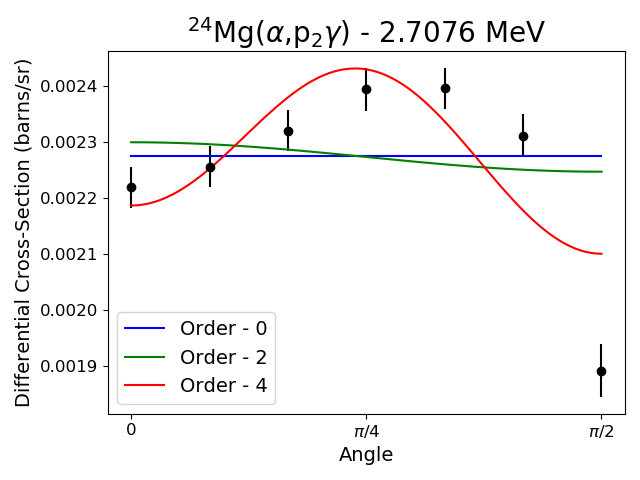 ²⁴Mg(α,p₂γ) - 2.7076 MeV
Differential Cross-Section (barns/sr)
0.0024
0.0023
0.0022
0.0021
0.0020
0.0019
Order - 0
Order - 2
Order - 4
0
π/4
π/2
Angle